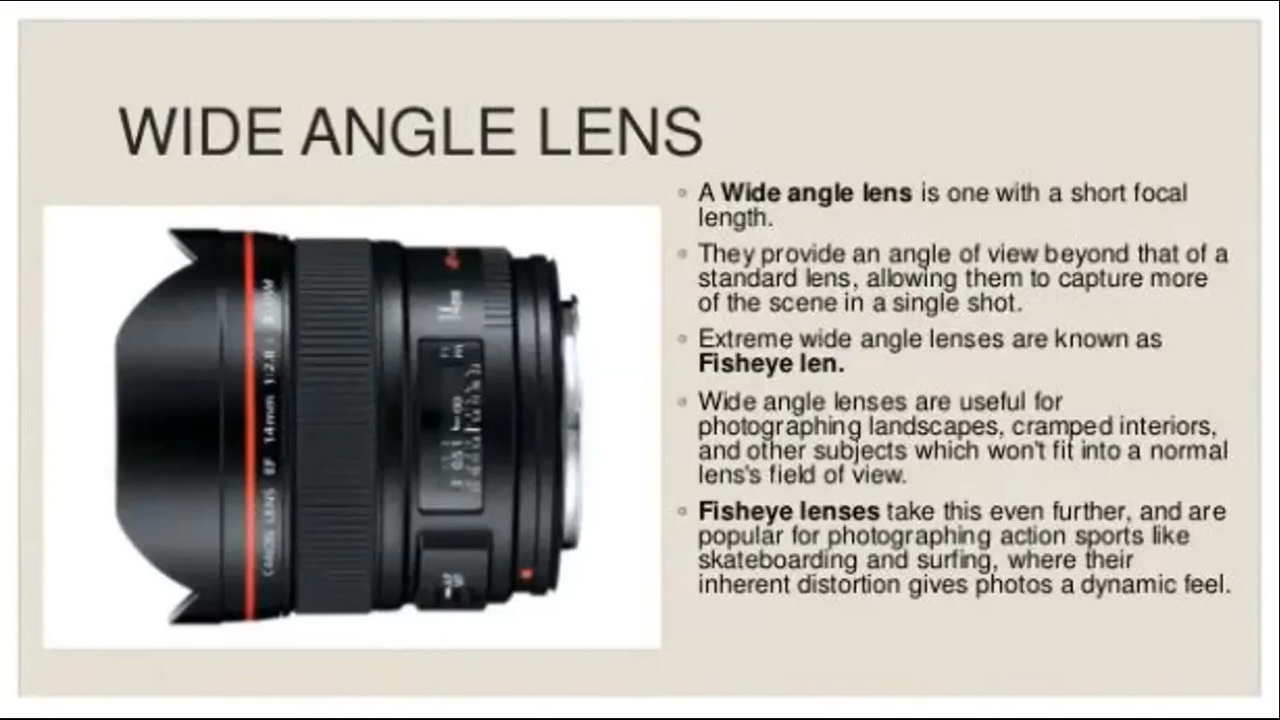 WIDE ANGLE LENS
◦ A Wide angle lens is one with a short focal
length.
◦ They provide an angle of view beyond that of a
standard lens, allowing them to capture more
of the scene in a single shot.
◦ Extreme wide angle lenses are known as
Fisheye len.
◦ Wide angle lenses are useful for
photographing landscapes, cramped interiors,
and other subjects which won't fit into a normal
lens's field of view.
◦ Fisheye lenses take this even further, and are
popular for photographing action sports like
skateboarding and surfing, where their
inherent distortion gives photos a dynamic feel.
CANON LENS EF 14mm 1:2.8 L
14mm